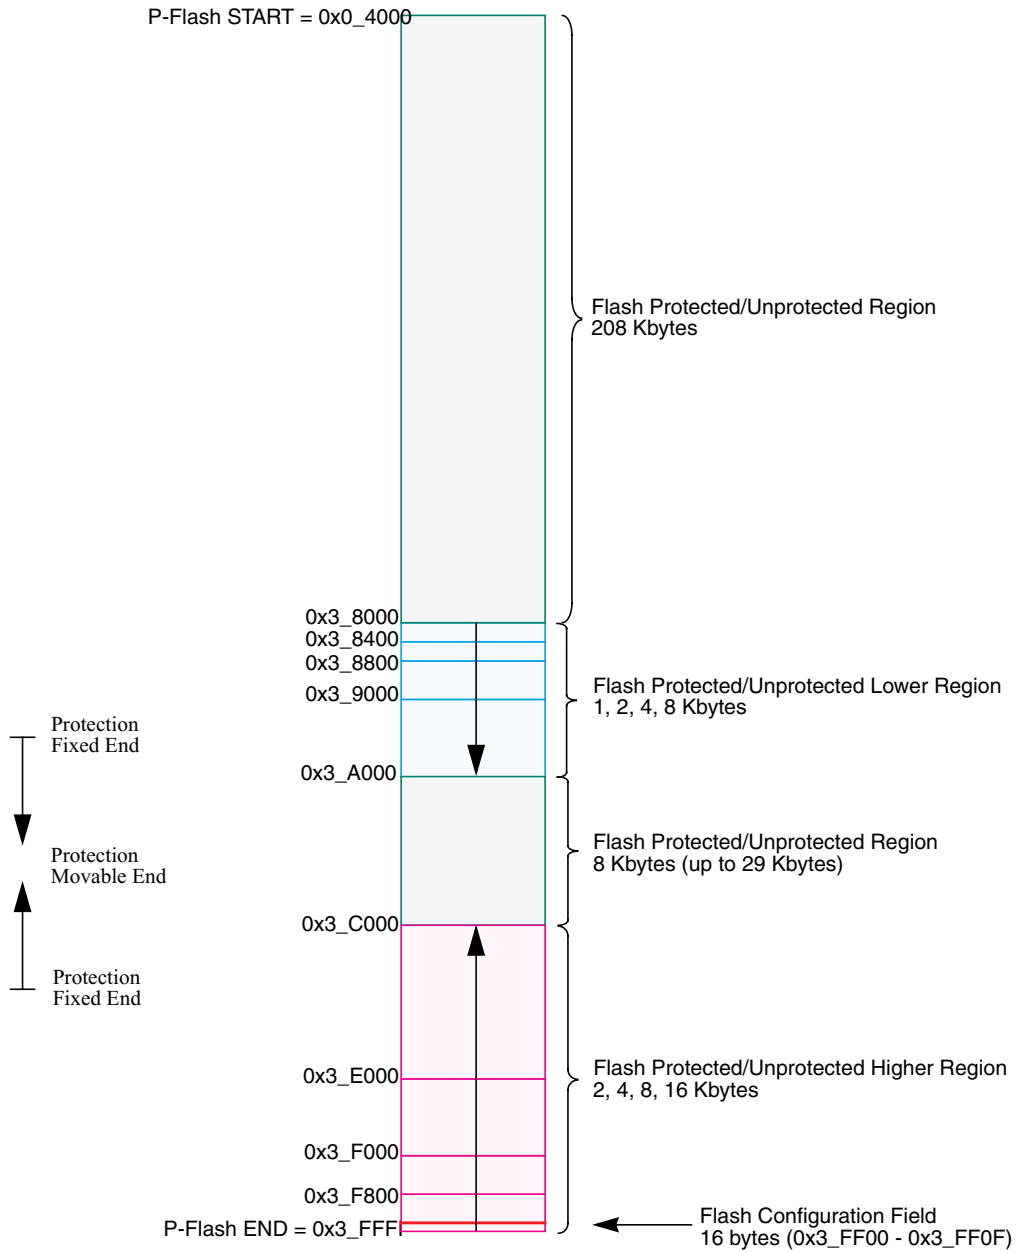 P-Flash START = 0x0_4000
Flash Protected/Unprotected Region
208 Kbytes
0x3_8000
0x3_8400
0x3_8800
0x3_9000
Flash Protected/Unprotected Lower Region
1, 2, 4, 8 Kbytes
Protection
Fixed End
0x3_A000
Flash Protected/Unprotected Region
8 Kbytes (up to 29 Kbytes)
Protection
Movable End
0x3_C000
Protection
Fixed End
Flash Protected/Unprotected Higher Region
2, 4, 8, 16 Kbytes
0x3_E000
0x3_F000
0x3_F800
P-Flash END = 0x3_FFF
Flash Configuration Field
16 bytes (0x3_FF00 - 0x3_FF0F)